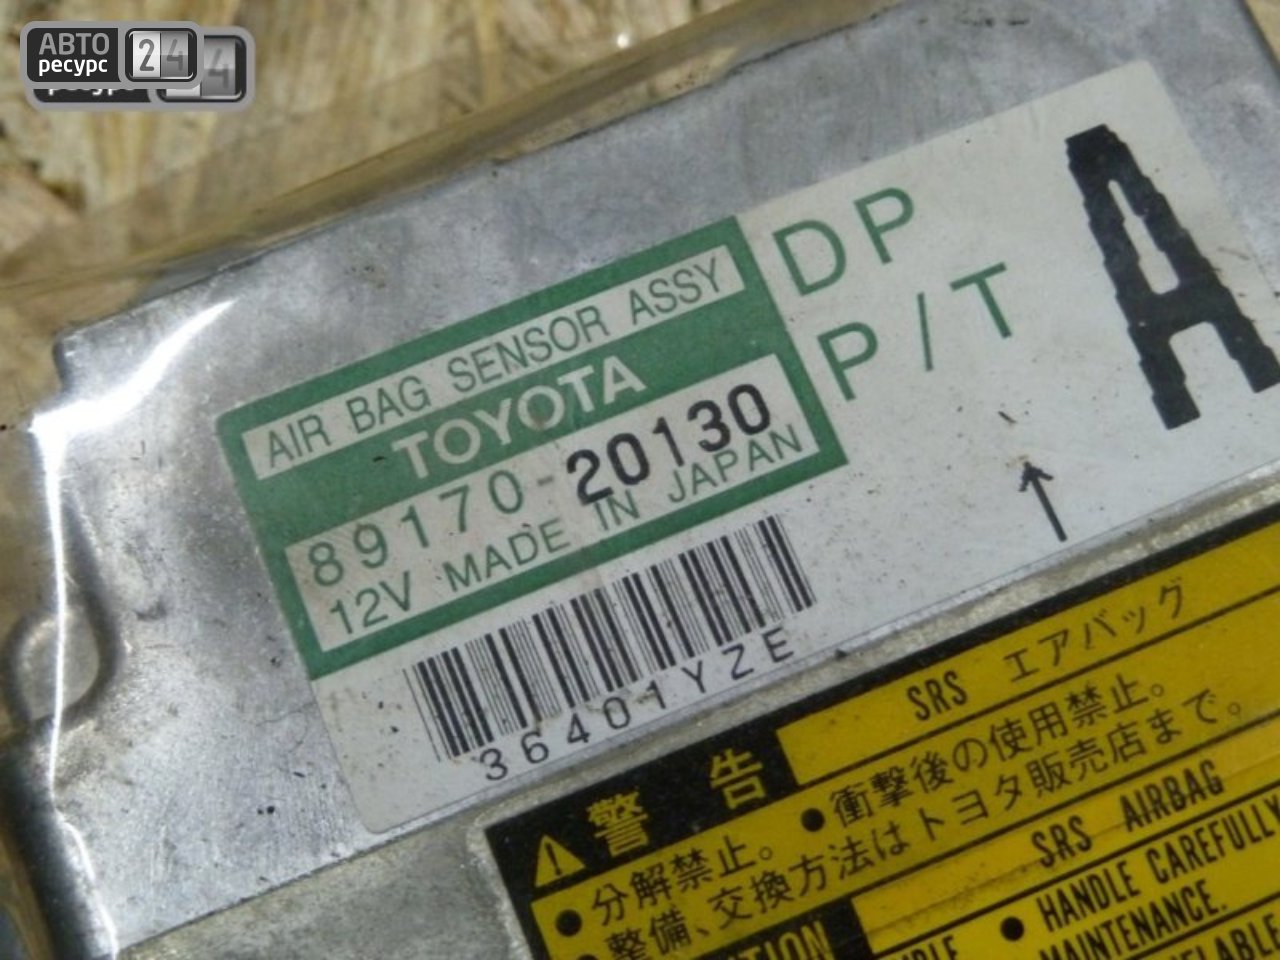 АВТО
ресурс 24
AIR BAG SENSOR ASSY
TOYOTA
89170-20130
12V MADE IN JAPAN
DP
P/T
A
36401YZE
警告
SRS エアバッグ
●分解禁止。 ●衝撃後の使用禁止。
●整備、交換方法はトヨタ販売店まで。
SRS AIRBAG
● HANDLE CAREFULLY
MAINTENANCE.